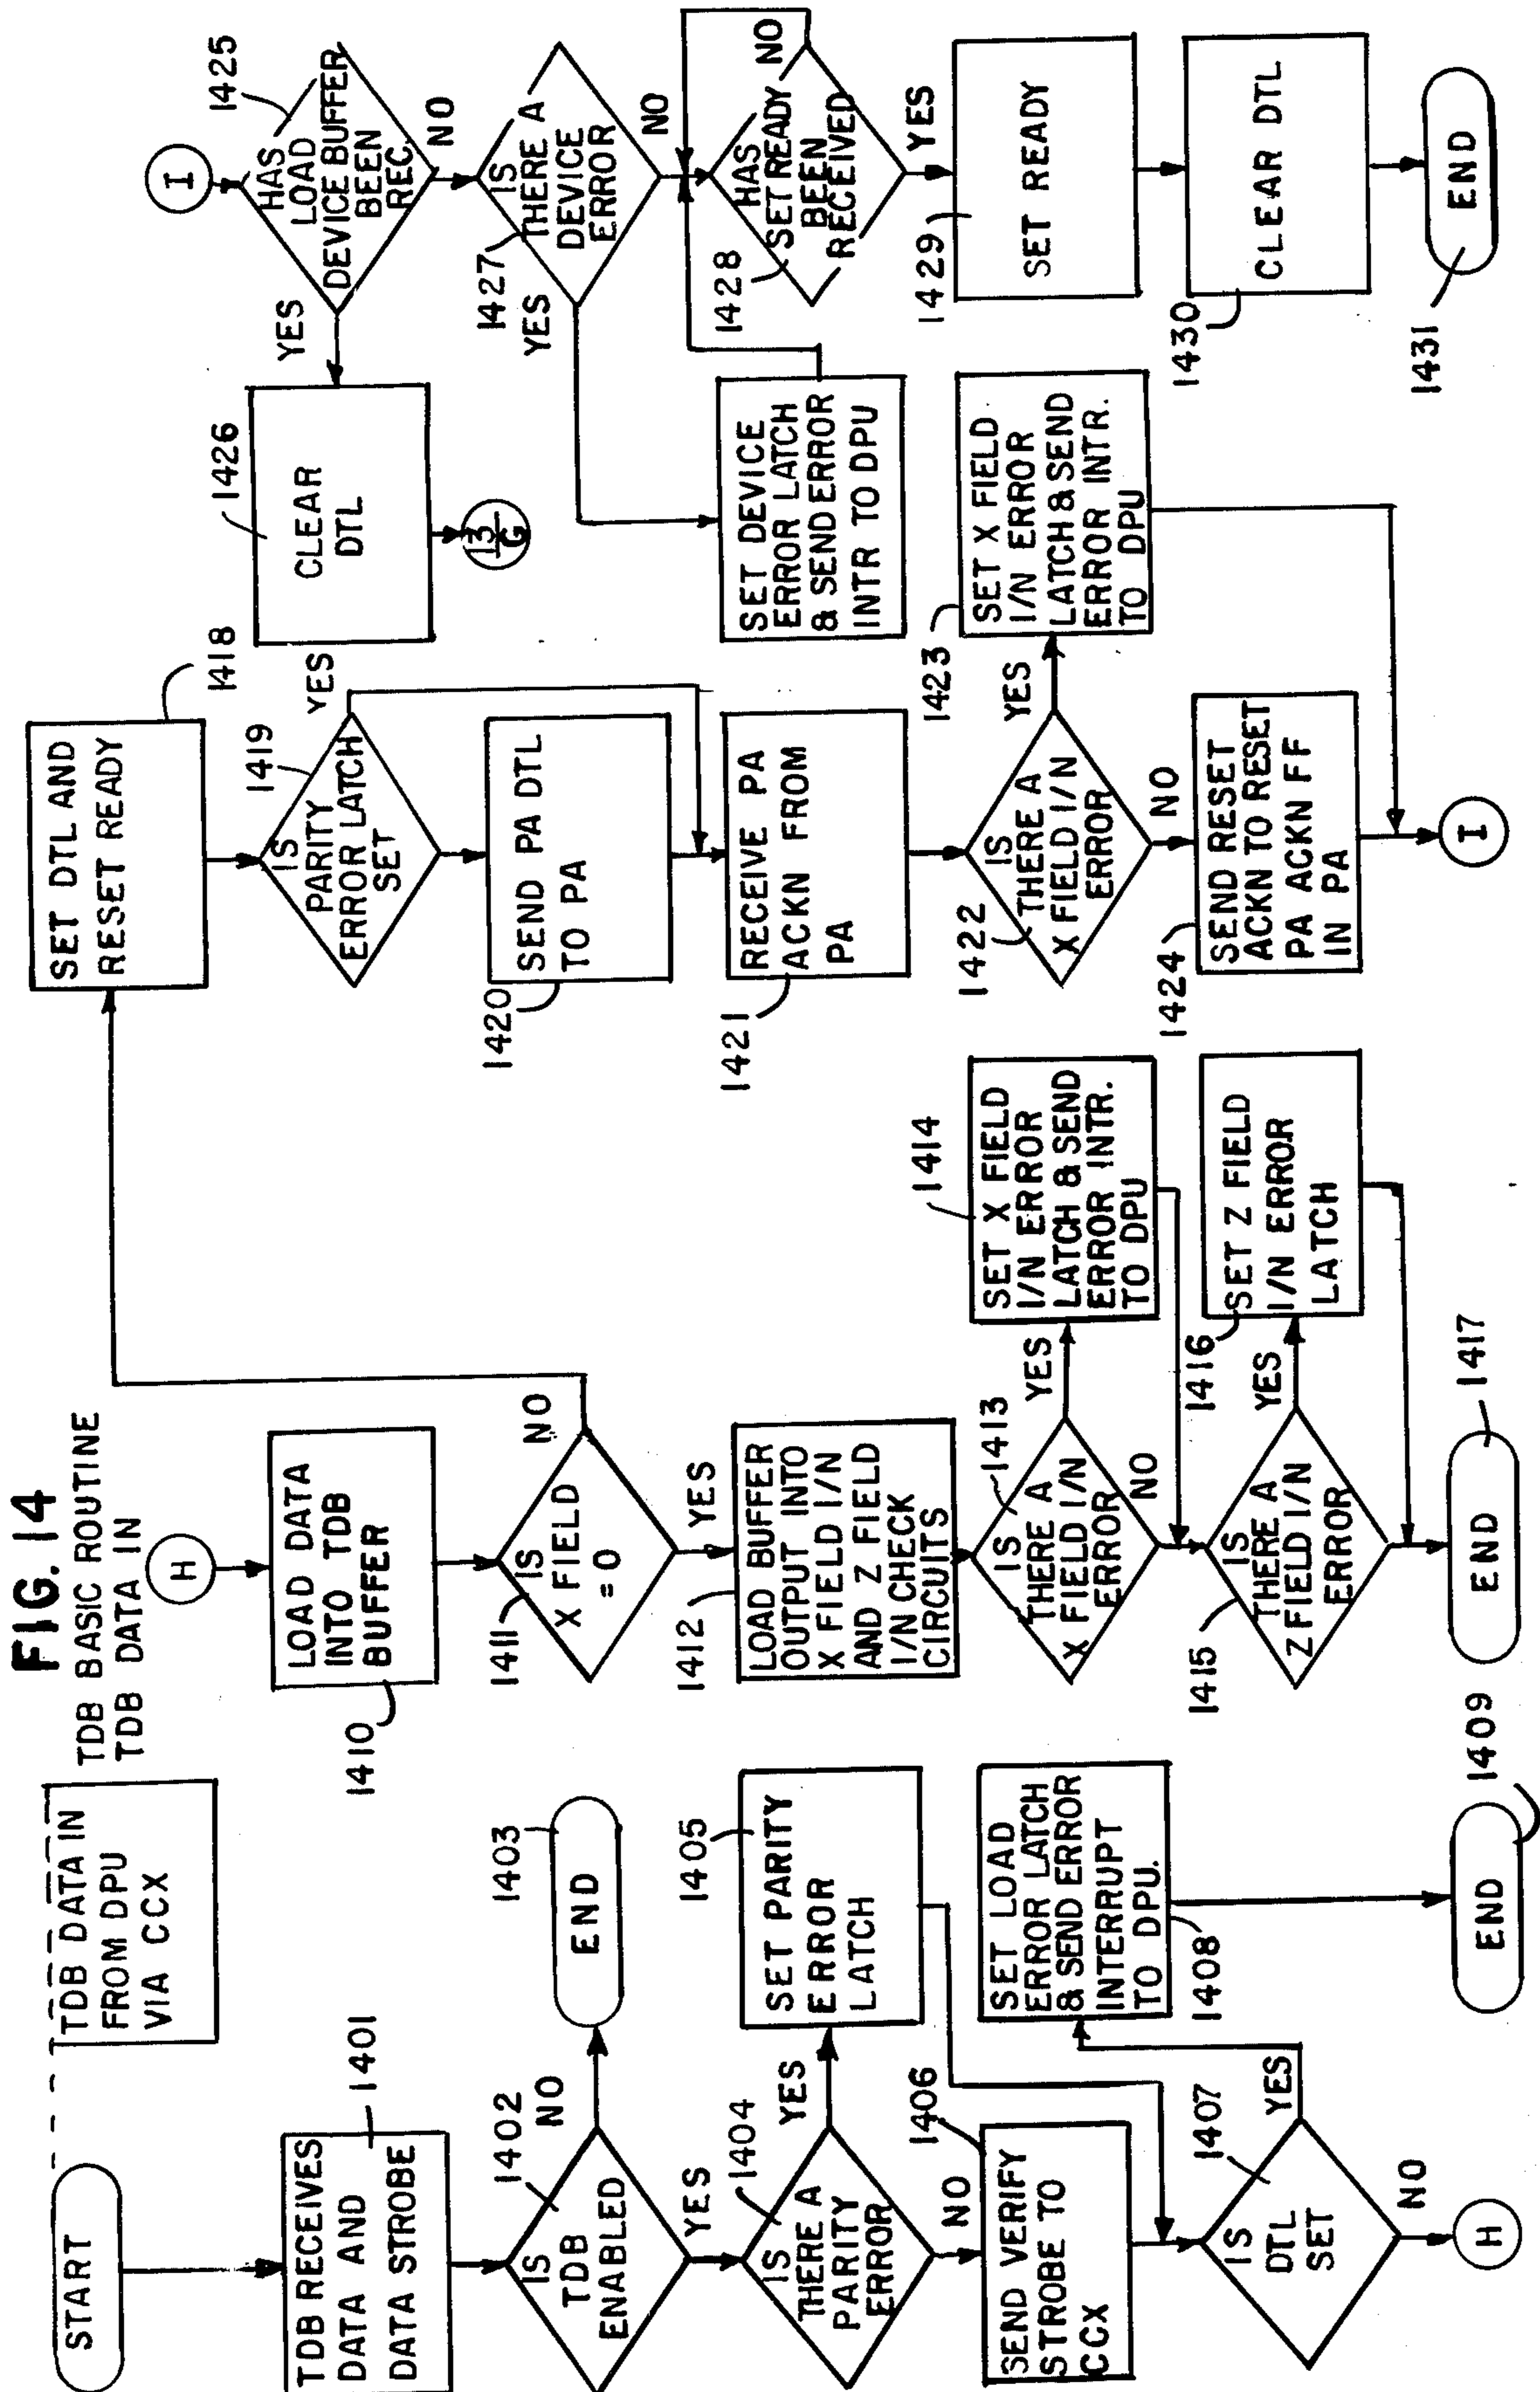 FIG. 14
TDB BASIC ROUTINE
TDB DATA IN
START
TDB DATA IN
FROM DPU
VIA CCX
TDB RECEIVES
DATA AND
DATA STROBE
1401
IS
TDB
ENABLED
1402
NO
YES
END
1403
IS
THERE A
PARITY
ERROR
1404
YES
NO
SET PARITY
ERROR
LATCH
1405
SEND VERIFY
STROBE TO
CCX
1406
IS
DTL
SET
1407
YES
NO
SET LOAD
ERROR LATCH
& SEND ERROR
INTERRUPT
TO DPU.
1408
END
1409
H
H
LOAD DATA
INTO TDB
BUFFER
1410
IS
X FIELD
=0
1411
NO
YES
LOAD BUFFER
OUTPUT INTO
X FIELD I/N
AND Z FIELD
I/N CHECK
CIRCUITS
1412
IS
THERE A
X FIELD I/N
ERROR
1413
YES
NO
SET X FIELD
I/N ERROR
LATCH & SEND
ERROR INTR.
TO DPU
1414
IS
THERE A
Z FIELD I/N
ERROR
1415
YES
SET Z FIELD
I/N ERROR
LATCH
1416
END
1417
SET DTL AND
RESET READY
1418
IS
PARITY
ERROR LATCH
SET
1419
YES
SEND PA DTL
TO PA
1420
RECEIVE PA
ACKN FROM
PA
1421
IS
THERE A
X FIELD I/N
ERROR
1422
YES
NO
SET X FIELD
I/N ERROR
LATCH & SEND
ERROR INTR.
TO DPU
1423
SEND RESET
ACKN TO RESET
PA ACKN FF
IN PA
1424
I
I
HAS
LOAD
DEVICE BUFFER
BEEN
REC.
1425
YES
NO
CLEAR
DTL
1426
13
G
IS
THERE A
DEVICE
ERROR
1427
YES
NO
SET DEVICE
ERROR LATCH
& SEND ERROR
INTR TO DPU
HAS
SET READY
BEEN
RECEIVED
1428
NO
YES
SET READY
1429
CLEAR DTL
1430
END
1431